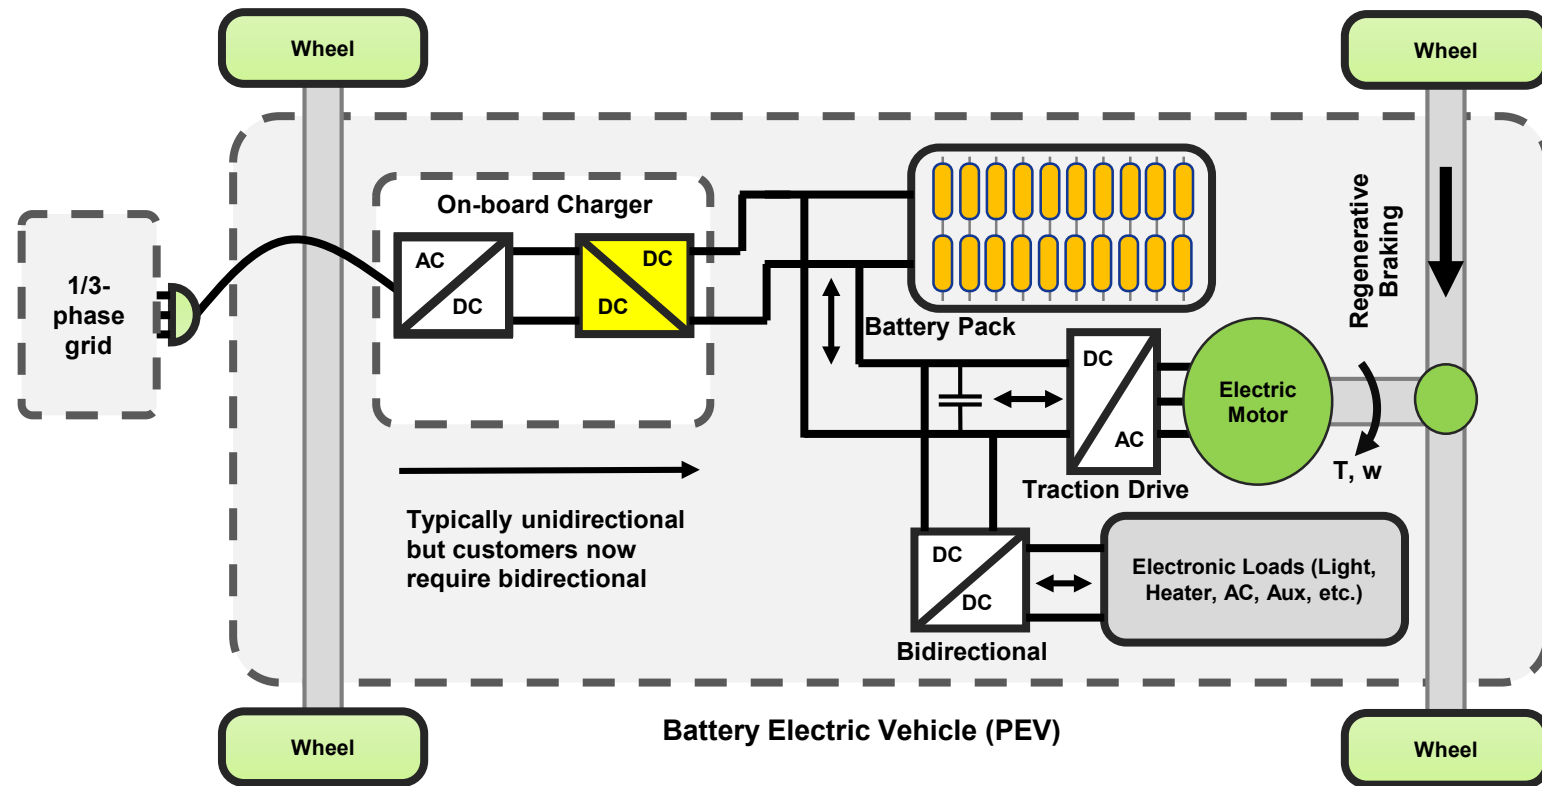 Wheel
Wheel
On-board Charger
AC
DC
DC
DC
1/3-
phase
grid
Battery Pack
Regenerative
Braking
DC
AC
Electric
Motor
T, w
Traction Drive
Typically unidirectional
but customers now
require bidirectional
DC
DC
Bidirectional
Electronic Loads (Light,
Heater, AC, Aux, etc.)
Battery Electric Vehicle (PEV)
Wheel
Wheel